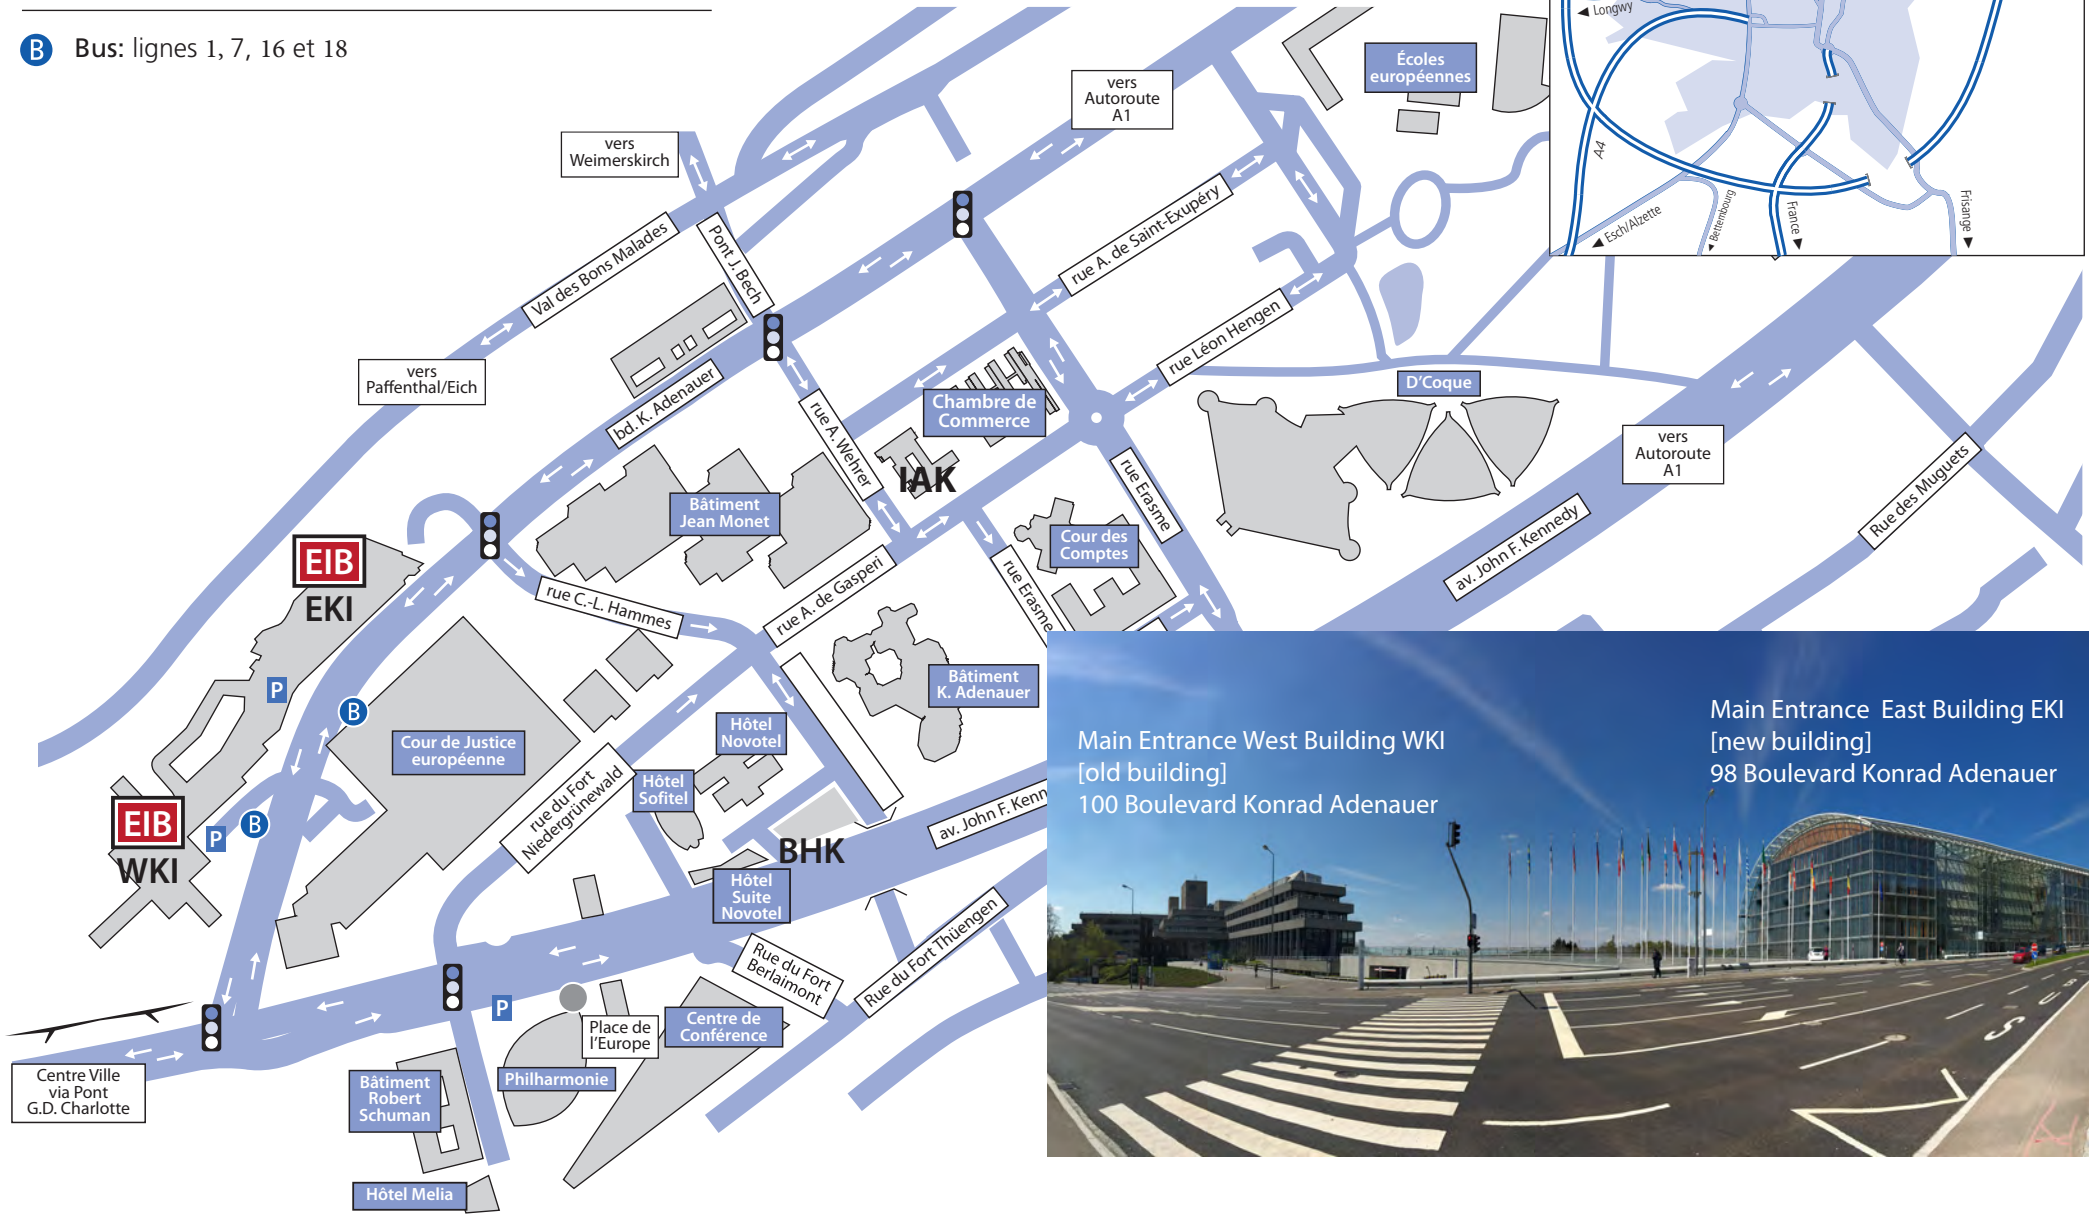 B Bus: lignes 1, 7, 16 et 18
Longwy
A4
Esch/Alzette
Bettembourg
France
Frisange
Écoles
européennes
vers
Autoroute
A1
vers
Weimerskirch
Val des Bons Malades
Pont J. Bech
rue A. de Saint-Exupéry
rue Léon Hengen
vers
Paffenthal/Eich
bd. K. Adenauer
rue A. Wehrer
Chambre de
Commerce
IAK
D'Coque
vers
Autoroute
A1
Rue des Muguets
rue Erasme
av. John F. Kennedy
Bâtiment
Jean Monet
Cour des
Comptes
EIB
EKI
rue C.-L. Hammes
rue A. de Gasperi
rue Erasme
Bâtiment
K. Adenauer
P
B
Cour de Justice
européenne
Hôtel
Novotel
Hôtel
Sofitel
rue du Fort
Niedergrünewald
EIB
WKI
P
B
BHK
av. John F. Kenn
Hôtel
Suite
Novotel
Rue du Fort
Berlaimont
Rue du Fort Thüengen
P
Place de
l'Europe
Centre de
Conférence
Philharmonie
Centre Ville
via Pont
G.D. Charlotte
Bâtiment
Robert
Schuman
Hôtel Melia
Main Entrance West Building WKI
[old building]
100 Boulevard Konrad Adenauer
Main Entrance East Building EKI
[new building]
98 Boulevard Konrad Adenauer
BUS